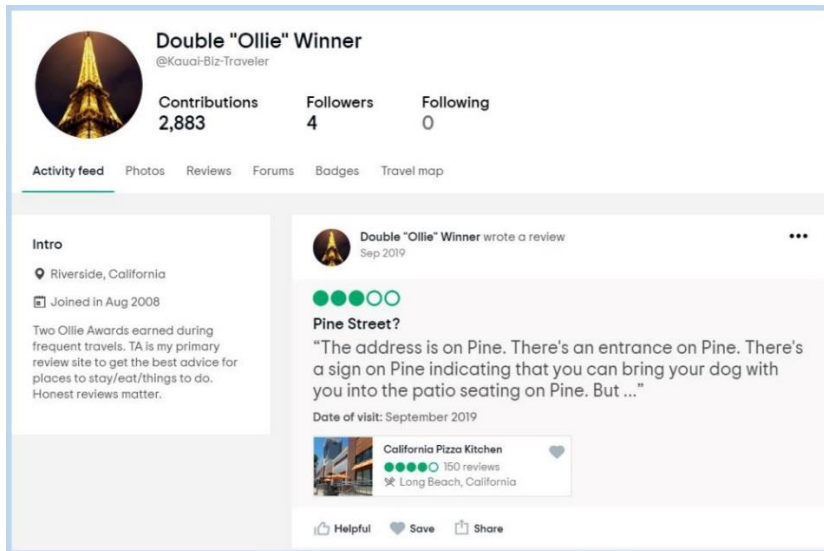 Double "Ollie" Winner
@Kauai-Biz-Traveler
Contributions Followers Following
2,883 4 0
Activity feed Photos Reviews Forums Badges Travel map
Intro
Riverside, California
Joined in Aug 2008
Two Ollie Awards earned during
frequent travels. TA is my primary
review site to get the best advice for
places to stay/eat/things to do.
Honest reviews matter.
Double "Ollie" Winner wrote a review
Sep 2019
Pine Street?
“The address is on Pine. There's an entrance on Pine. There's
a sign on Pine indicating that you can bring your dog with
you into the patio seating on Pine. But ...”
Date of visit: September 2019
California Pizza Kitchen
150 reviews
Long Beach, California
Helpful Save Share